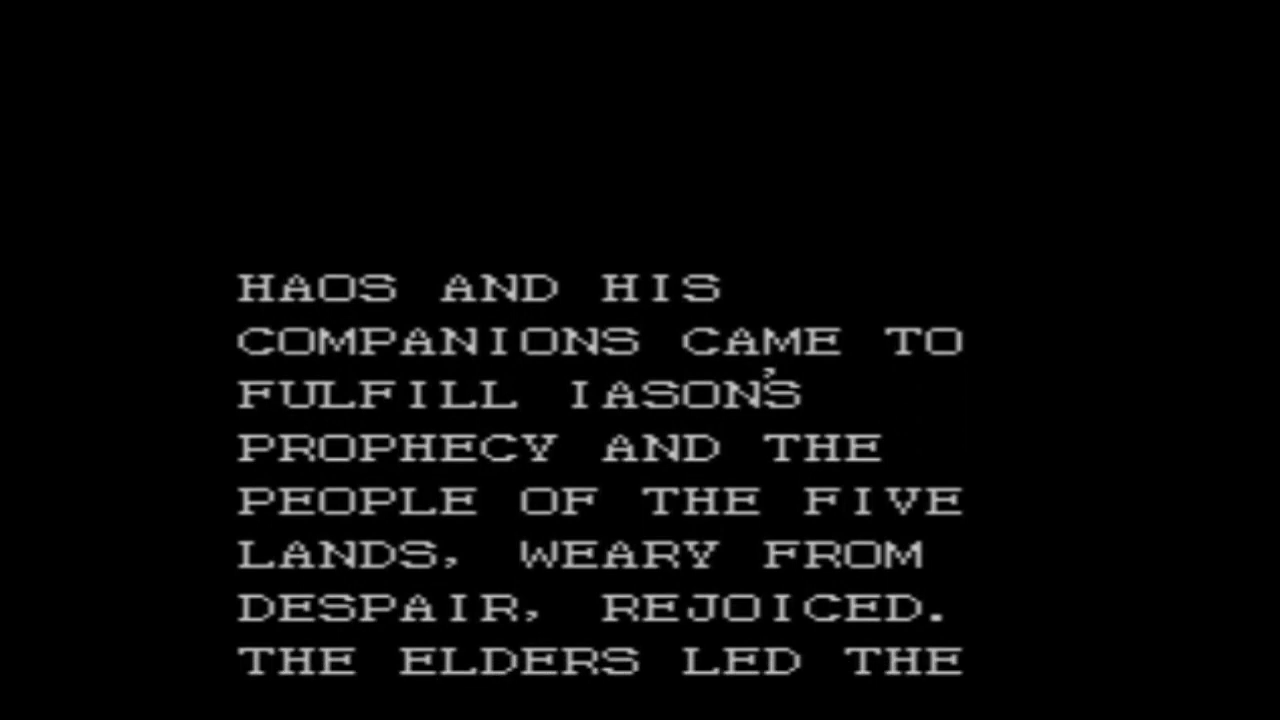 HAOS AND HIS
COMPANIONS CAME TO
FULFILL IASON'S
PROPHECY AND THE
PEOPLE OF THE FIVE
LANDS, WEARY FROM
DESPAIR, REJOICED.
THE ELDERS LED THE